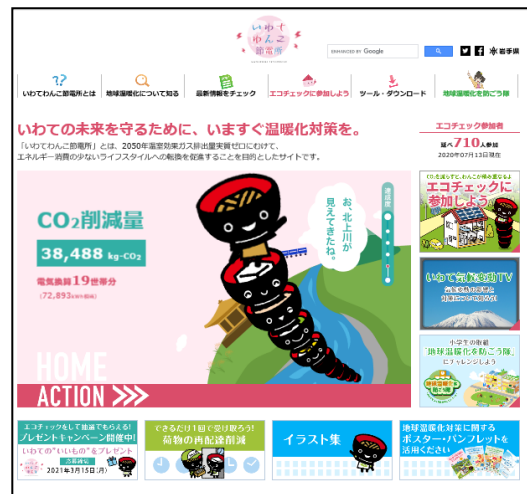 いわて
わんこ
節電所
ENHANCED BY Google
岩手県
いわてわんこ節電所とは
地球温暖化について知る
最新情報をチェック
エコチェックに参加しよう
ツール・ダウンロード
地球温暖化を防ごう隊
いわての未来を守るために、いますぐ温暖化対策を。
「いわてわんこ節電所」とは、2050年温室効果ガス排出量実質ゼロにむけて、
エネルギー消費の少ないライフスタイルへの転換を促進することを目的としたサイトです。
エコチェック参加者
延べ710人参加
2020年07月13日現在
CO₂削減量
38,488 kg-CO₂
電気換算19世帯分
お、北上川が
見えてきたね。
達成度
HOME
ACTION >>>
エコチェックに
参加しよう
いわて気候変動TV
小学生の取組
「地球温暖化を防ごう隊」
にチャレンジしよう
エコチェックをして抽選でもらえる!
プレゼントキャンペーン開催中!
いわての"いいもの"をプレゼント
2021年3月15日(月)
できるだけ1回で受け取ろう!
荷物の再配達削減
イラスト集
地球温暖化対策に関する
ポスター・パンフレットを
活用ください